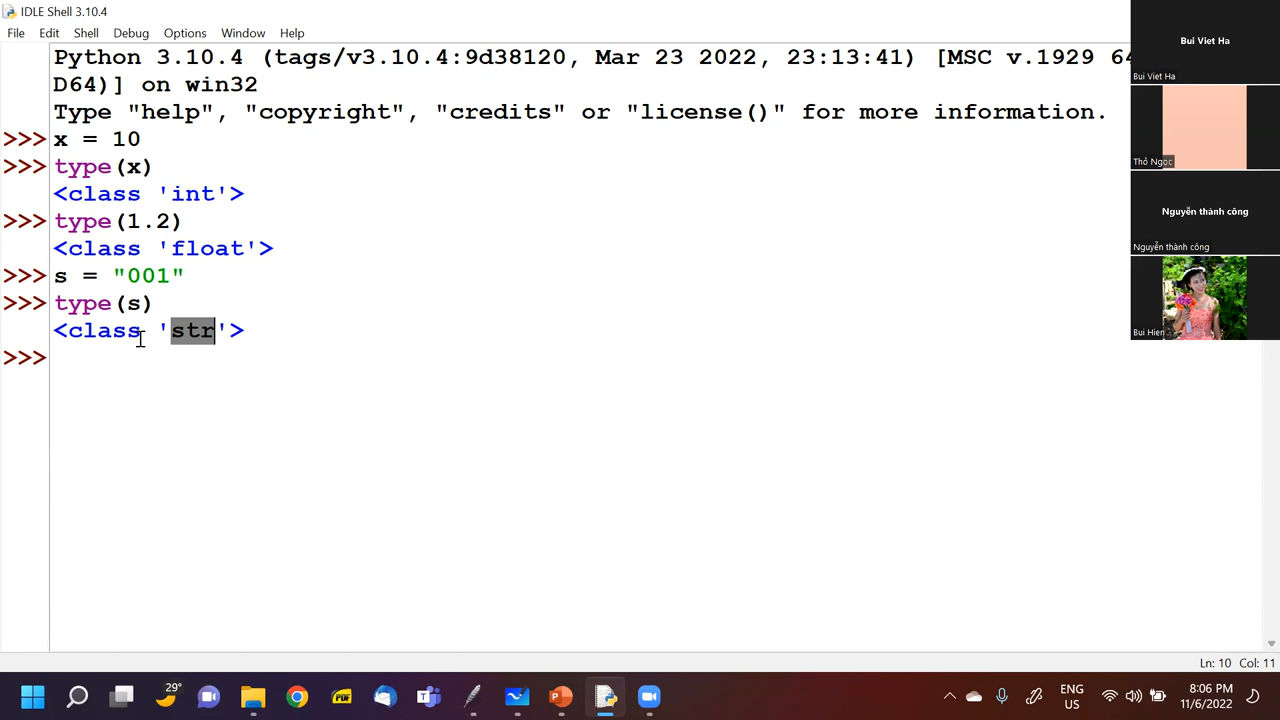 IDLE Shell 3.10.4
File Edit Shell Debug Options Window Help
Python 3.10.4 (tags/v3.10.4:9d38120, Mar 23 2022, 23:13:41) [MSC v.1929 64
D64)] on win32
Type "help", "copyright", "credits" or "license()" for more information.
>>> x = 10
>>> type(x)
<class 'int'>
>>> type(1.2)
<class 'float'>
>>> s = "001"
>>> type(s)
<class 'str'>
>>>
Bui Viet Ha
Bui Viet Ha
Thỏ Ngọc
Nguyễn thành công
Nguyễn thành công
Bui Hien
Ln: 10 Col: 11
29°
PDF
ENG
US
8:06 PM
11/6/2022